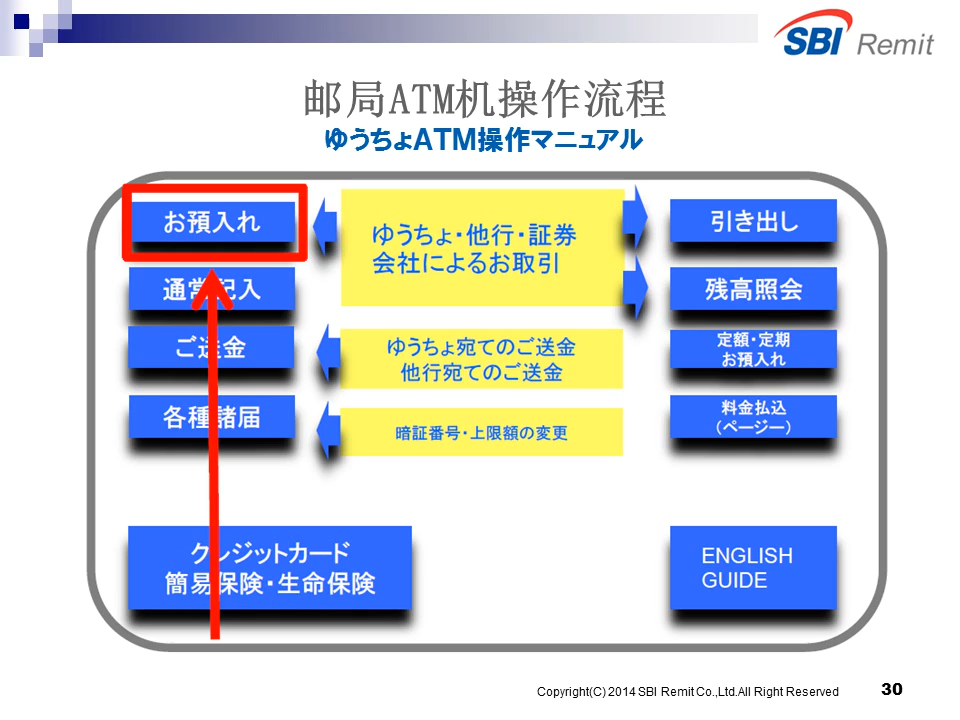 SBI Remit
邮局ATM机操作流程
ゆうちょATM操作マニュアル
お預入れ
ゆうちょ・他行・証券
会社によるお取引
引き出し
通常記入
残高照会
ご送金
ゆうちょ宛てのご送金
他行宛てのご送金
定額・定期
お預入れ
各種諸届
暗証番号・上限額の変更
料金払込
（ページー）
クレジットカード
簡易保険・生命保険
ENGLISH
GUIDE
Copyright(C) 2014 SBI Remit Co.,Ltd.All Right Reserved
30